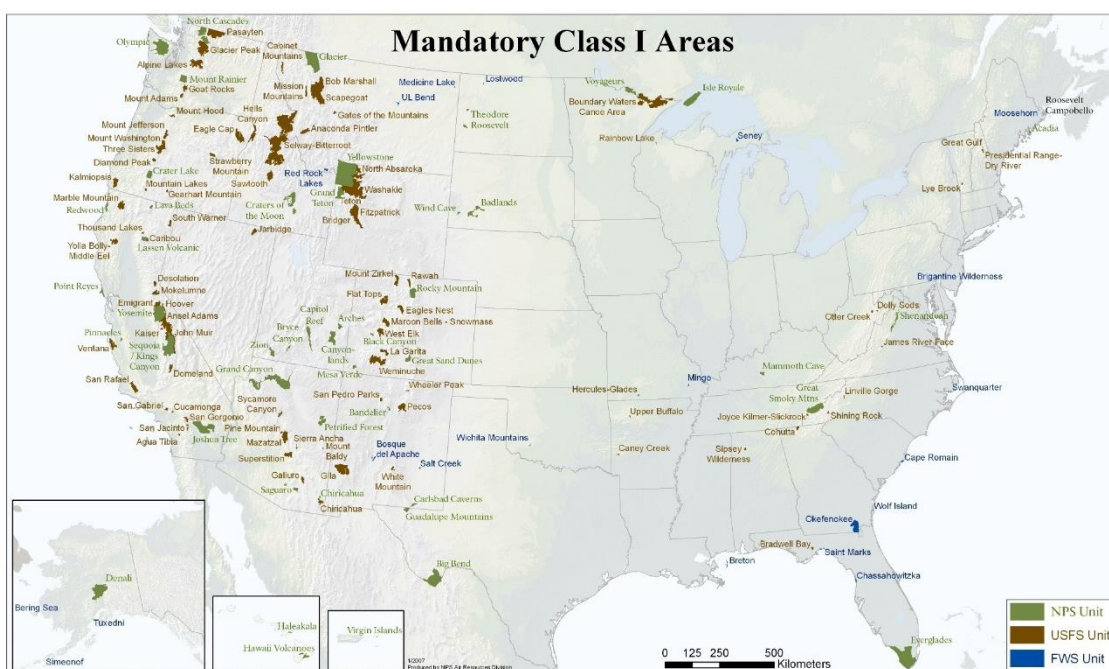 Mandatory Class I Areas
North Cascades
Pasayten
Olympic
Glacier Peak
Alpine Lakes
Cabinet
Mountains
Glacier
Mount Rainier
Goat Rocks
Mount Adams
Mission
Mountains
Bob Marshall
Scapegoat
Medicine Lake
UL Bend
Lostwood
Gates of the Mountains
Theodore
Roosevelt
Voyageurs
Isle Royale
Boundary Waters
Canoe Area
Rainbow Lake
Seney
Moosehorn
Roosevelt
Campobello
Acadia
Great Gulf
Presidential Range-
Dry River
Lye Brook
Mount Hood
Hells
Canyon
Mount Jefferson
Eagle Cap
Anaconda Pintler
Mount Washington
Three Sisters
Selway-Bitterroot
Diamond Peak
Strawberry
Mountain
Yellowstone
North Absaroka
Red Rock
Lakes
Crater Lake
Kalmiopsis
Mountain Lakes
Sawtooth
Grand
Teton
Washakie
Teton
Gearhart Mountain
Marble Mountain
Redwood
Lava Beds
Craters of
the Moon
Fitzpatrick
Bridger
Wind Cave
Badlands
South Warner
Thousand Lakes
Jarbidge
Caribou
Lassen Volcanic
Yolla Bolly-
Middle Eel
Desolation
Mokelumne
Point Reyes
Emigrant
Hoover
Yosemite
Ansel Adams
Pinnacles
Kaiser
John Muir
Ventana
Sequoia
/ Kings
Canyon
Domeland
San Rafael
San Gabriel
Cucamonga
San Gorgonio
San Jacinto
Agua Tibia
Joshua Tree
Mount Zirkel
Rawah
Rocky Mountain
Flat Tops
Eagles Nest
Maroon Bells - Snowmass
West Elk
Black Canyon
La Garita
Great Sand Dunes
Weminuche
Capitol
Reef
Arches
Bryce
Canyon
Canyon-
lands
Zion
Mesa Verde
Grand Canyon
Wheeler Peak
San Pedro Parks
Sycamore
Canyon
Bandelier
Pecos
Petrified Forest
Pine Mountain
Mazatzal
Sierra Ancha
Mount
Baldy
Superstition
Bosque
del Apache
Wichita Mountains
Salt Creek
White
Mountain
Galiuro
Gila
Saguaro
Chiricahua
Chiricahua
Carlsbad Caverns
Guadalupe Mountains
Big Bend
Brigantine Wilderness
Dolly Sods
Otter Creek
Shenandoah
James River Face
Hercules-Glades
Mingo
Mammoth Cave
Great
Smoky Mtns
Linville Gorge
Swanquarter
Upper Buffalo
Joyce Kilmer-Slickrock
Shining Rock
Cohutta
Caney Creek
Sipsey
Wilderness
Cape Romain
Wolf Island
Okefenokee
Bradwell Bay
Saint Marks
Breton
Chassahowitzka
Everglades
Denali
Bering Sea
Tuxedni
Simeonof
Haleakala
Hawaii Volcanoes
Virgin Islands
1/2007
Produced by NPS Air Resources Division
0 125 250 500
Kilometers
NPS Unit
USFS Unit
FWS Unit